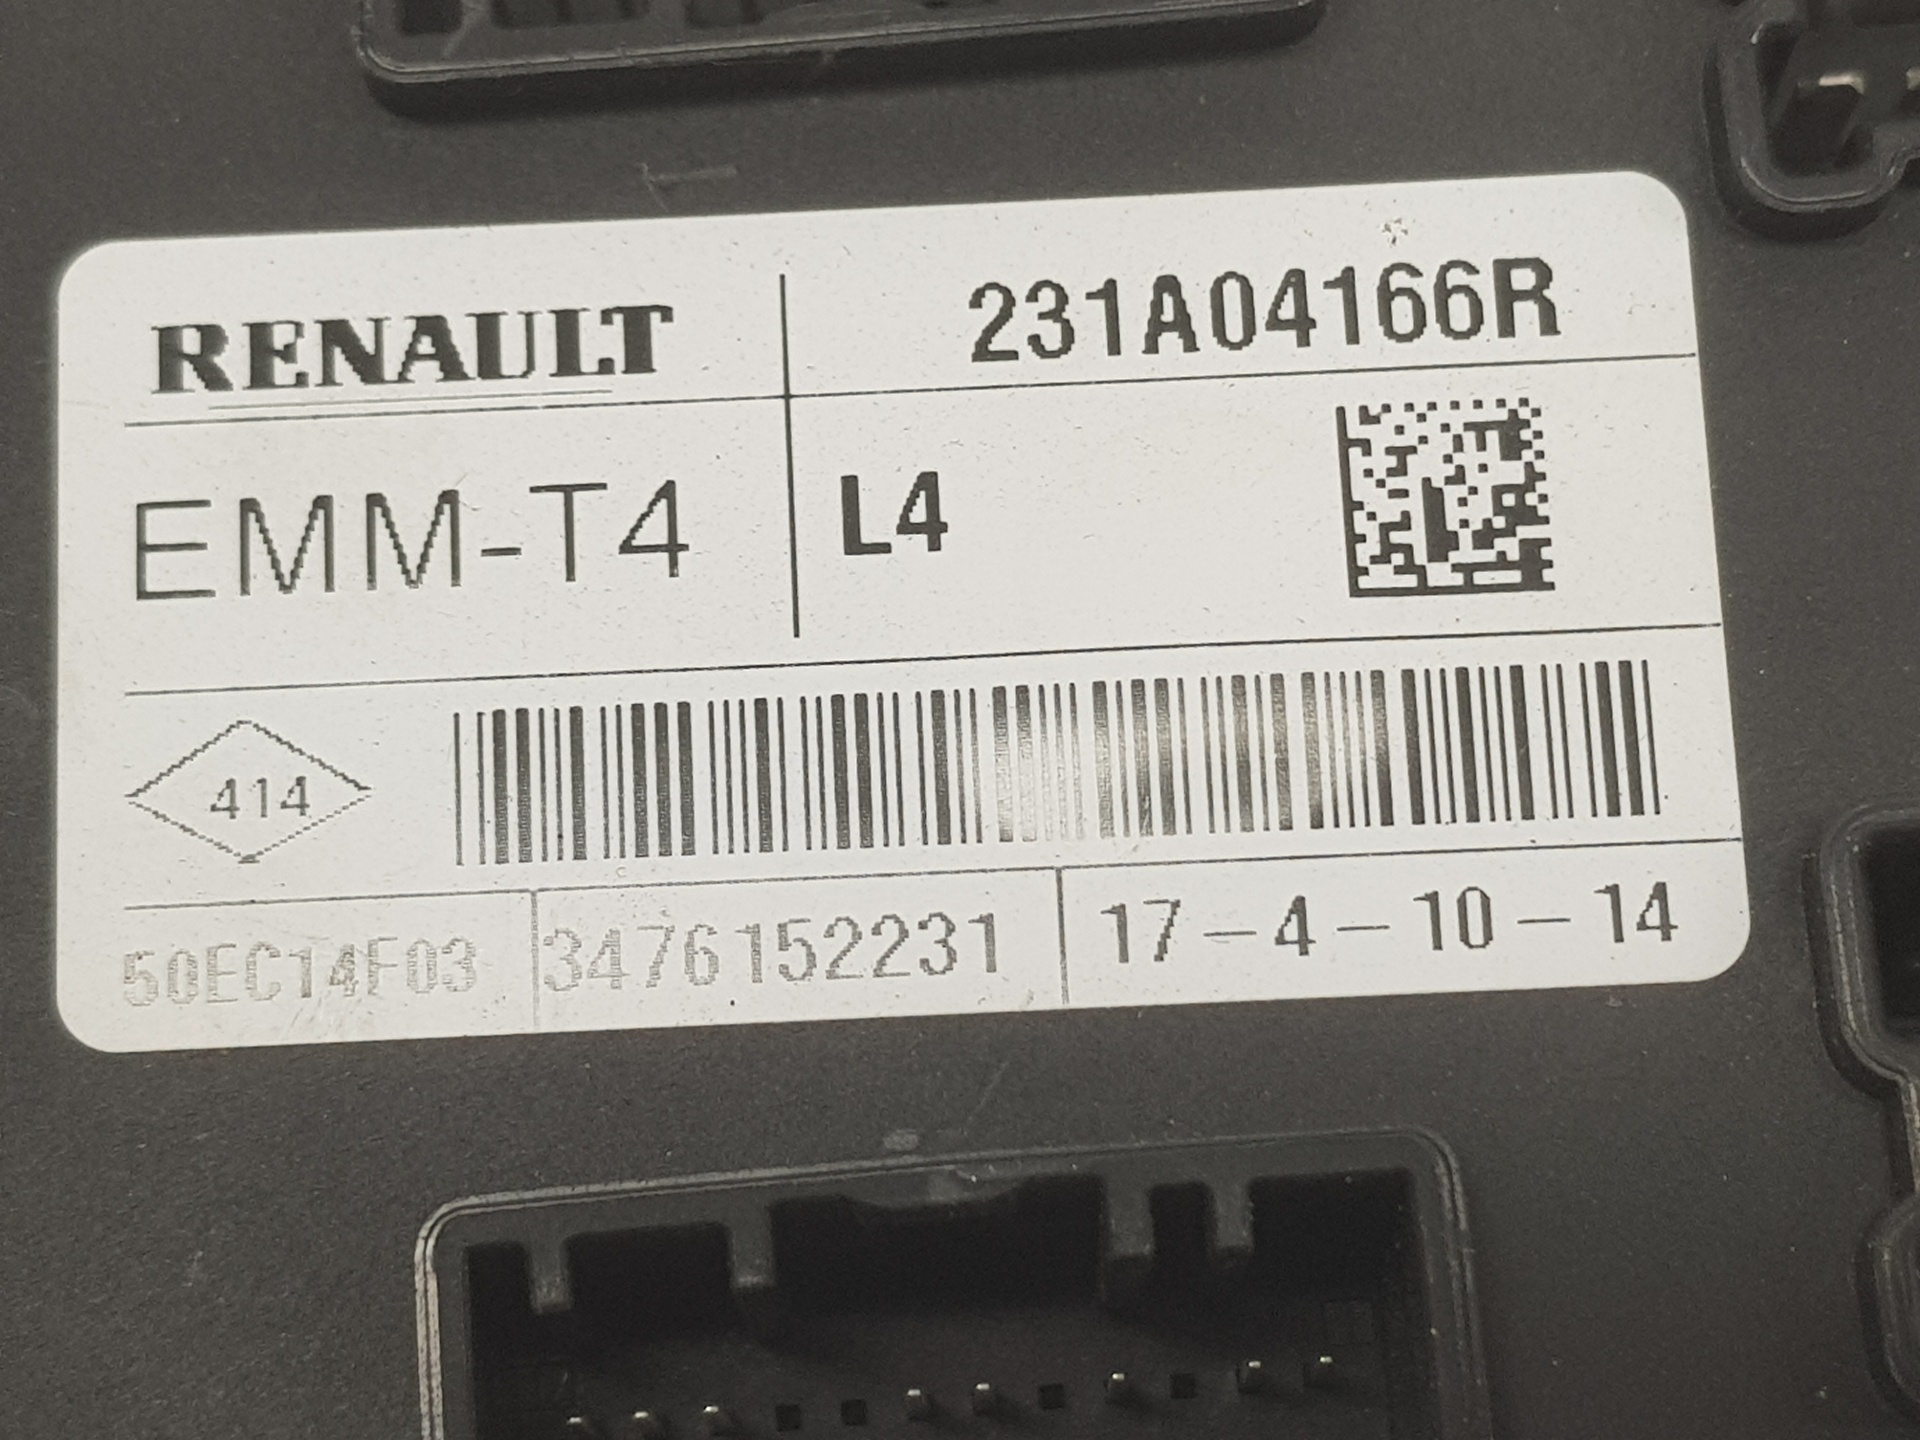 RENAULT
231A04166R
EMM-T4
L4
414
50EC14F03
3476152231
17-4-10-14